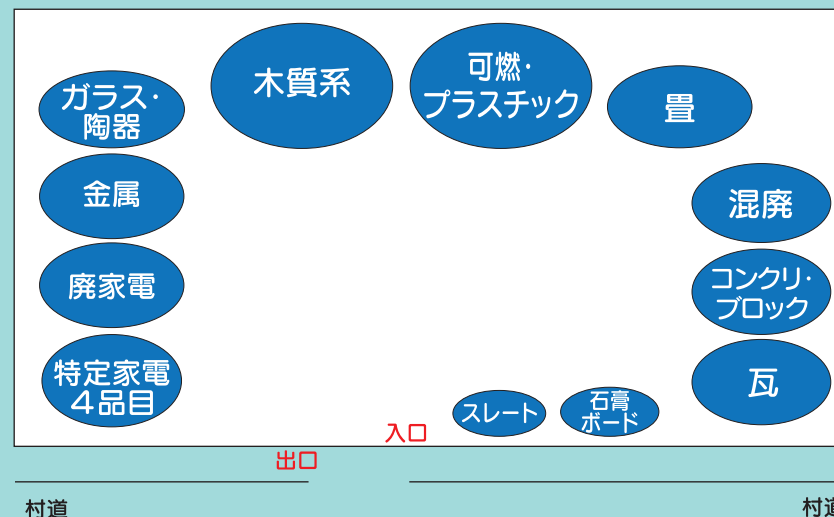 木質系
可燃・
プラスチック
ガラス・
陶器
畳
金属
混廃
廃家電
コンクリ・
ブロック
特定家電
4品目
瓦
スレート
石膏
ボード
入口
出口
村道
村道